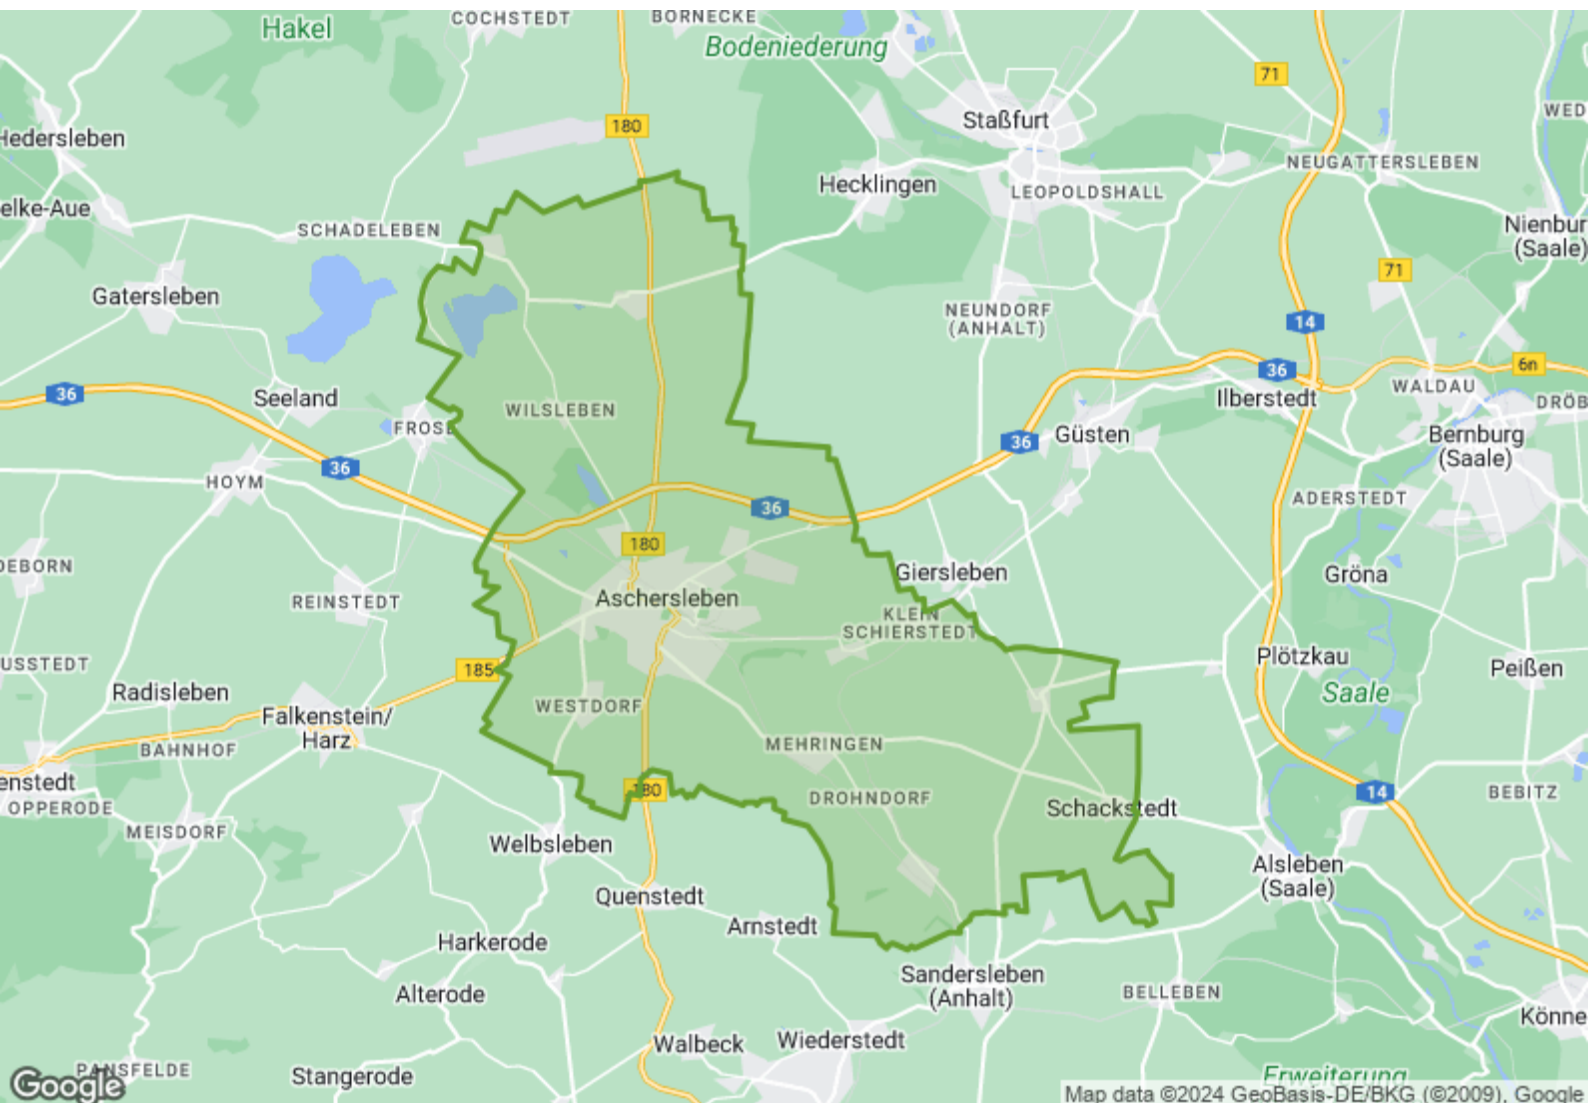 COCHSTEDT
BORNECKE
Hakel
Bodeniederung
71
Staßfurt
180
WED
Hedersleben
NEUGATTERSLEBEN
Hecklingen
LEOPOLDSHALL
elke-Aue
SCHADELEBEN
Nienbur
(Saale)
71
Gatersleben
NEUNDORF
(ANHALT)
14
36
6n
36
Seeland
Ilberstedt
WALDAU
DRÖB
WILSLEBEN
FROSE
36
Güsten
Bernburg
(Saale)
36
HOYM
ADERSTEDT
36
180
DEBORN
Giersleben
Gröna
REINSTEDT
Aschersleben
KLEIN
SCHIERSTEDT
USSTEDT
185
Plötzkau
Peißen
Radisleben
Saale
WESTDORF
Falkenstein/
Harz
BAHNHOF
MEHRINGEN
enstedt
180
14
BEBITZ
OPPERODE
DROHNDORF
Schackstedt
MEISDORF
Welbsleben
Alsleben
(Saale)
Quenstedt
Arnstedt
Harkerode
Sandersleben
(Anhalt)
Alterode
BELLEBEN
Könne
Walbeck
Wiederstedt
PANSFELDE
Stangerode
Erweiterung
Google
Map data ©2024 GeoBasis-DE/BKG (©2009), Google